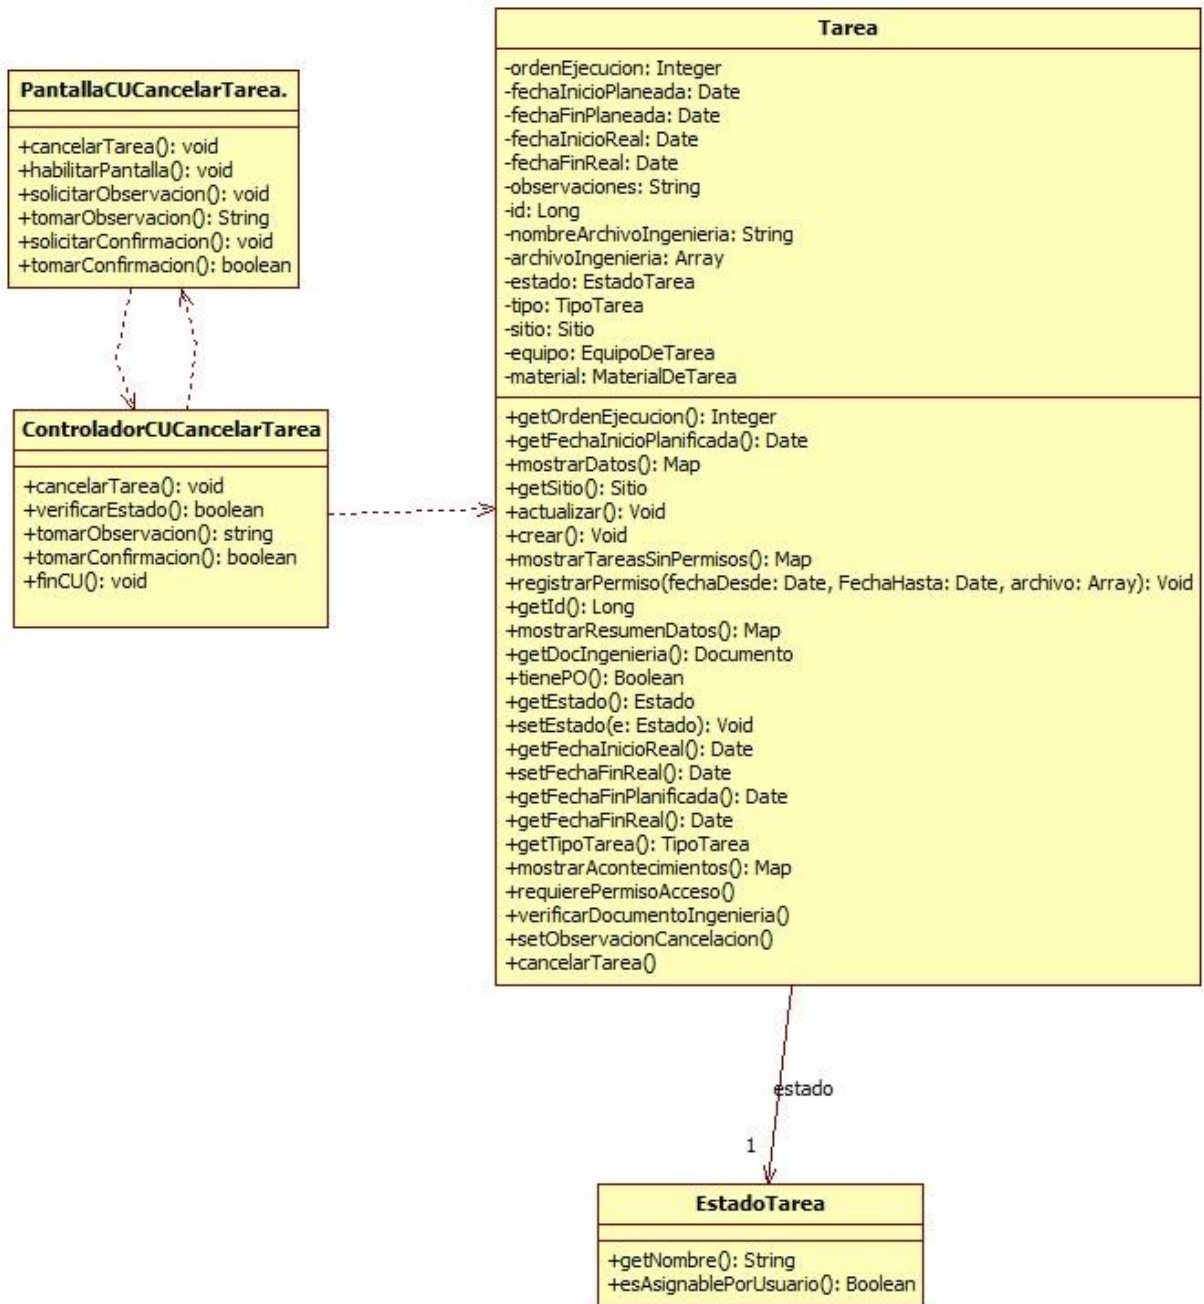 PantallaCUCancelarTarea.
+cancelarTarea(): void
+habilitarPantalla(): void
+solicitarObservacion(): void
+tomarObservacion(): String
+solicitarConfirmacion(): void
+tomarConfirmacion(): boolean
ControladorCUCancelarTarea
+cancelarTarea(): void
+verificarEstado(): boolean
+tomarObservacion(): string
+tomarConfirmacion(): boolean
+finCU(): void
Tarea
-ordenEjecucion: Integer
-fechaInicioPlaneada: Date
-fechaFinPlaneada: Date
-fechaInicioReal: Date
-fechaFinReal: Date
-observaciones: String
-id: Long
-nombreArchivoIngenieria: String
-archivoIngenieria: Array
-estado: EstadoTarea
-tipo: TipoTarea
-sitio: Sitio
-equipo: EquipoDeTarea
-material: MaterialDeTarea
+getOrdenEjecucion(): Integer
+getFechaInicioPlanificada(): Date
+mostrarDatos(): Map
+getSitio(): Sitio
+actualizar(): Void
+crear(): Void
+mostrarTareasSinPermisos(): Map
+registrarPermiso(fechaDesde: Date, FechaHasta: Date, archivo: Array): Void
+getId(): Long
+mostrarResumenDatos(): Map
+getDocIngenieria(): Documento
+tienePO(): Boolean
+getEstado(): Estado
+setEstado(e: Estado): Void
+getFechaInicioReal(): Date
+setFechaFinReal(): Date
+getFechaFinPlanificada(): Date
+getFechaFinReal(): Date
+getTipoTarea(): TipoTarea
+mostrarAcontecimientos(): Map
+requierePermisoAcceso()
+verificarDocumentoIngenieria()
+setObservacionCancelacion()
+cancelarTarea()
estado
1
EstadoTarea
+getNombre(): String
+esAsignablePorUsuario(): Boolean